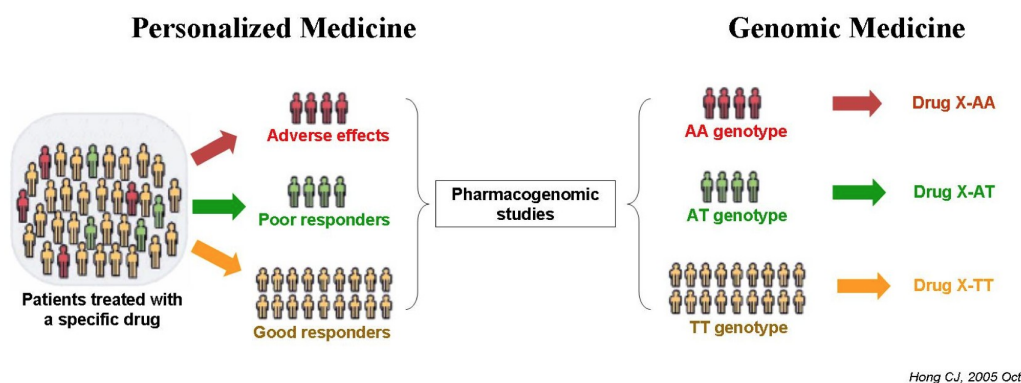 Personalized Medicine
Genomic Medicine
Adverse effects
Poor responders
Good responders
Patients treated with
a specific drug
Pharmacogenomic
studies
AA genotype
AT genotype
TT genotype
Drug X-AA
Drug X-AT
Drug X-TT
Hong CJ, 2005 Oct